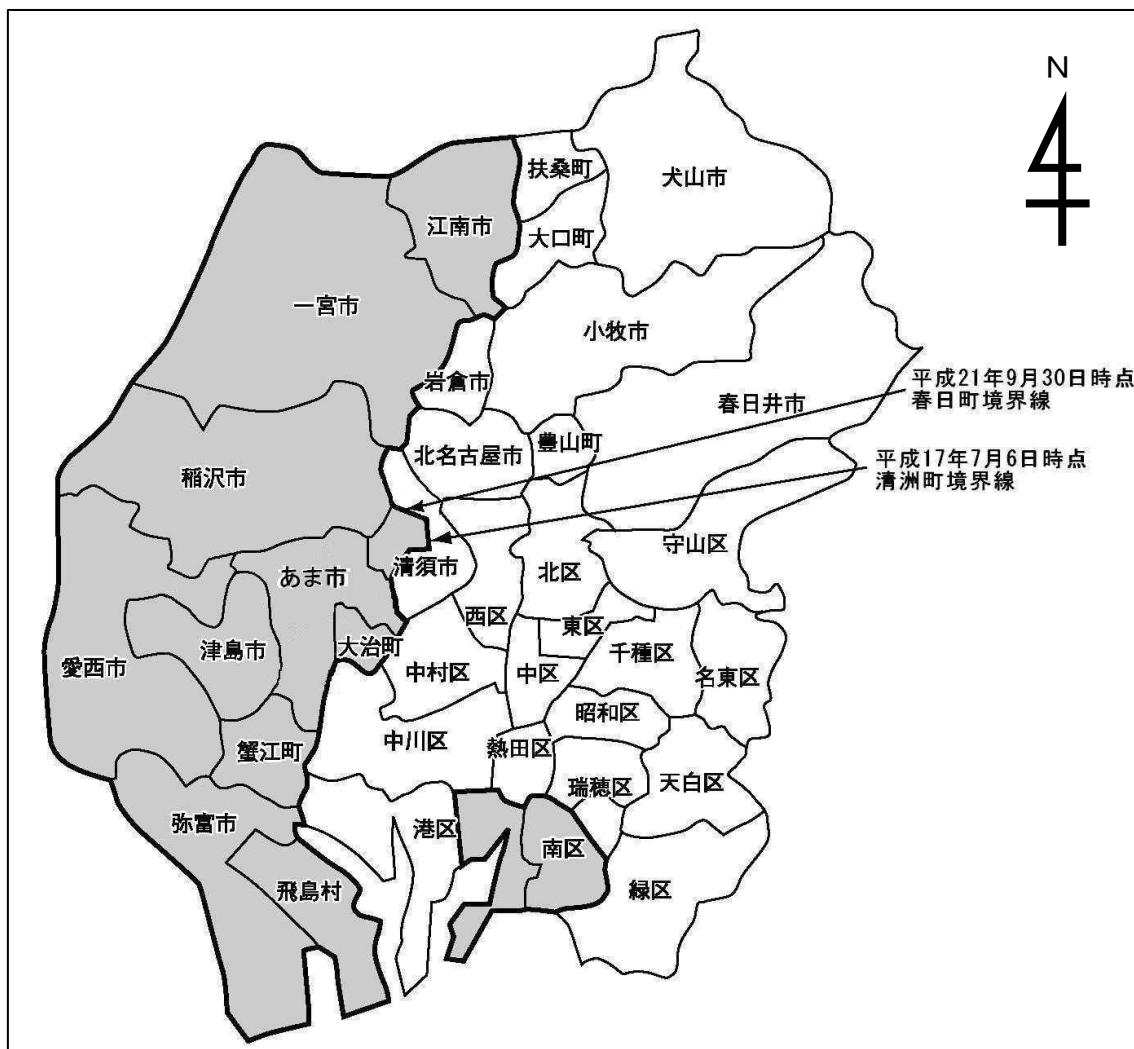 N
扶桑町
犬山市
江南市
大口町
一宮市
小牧市
岩倉市
平成21年9月30日時点
春日町境界線
春日井市
豊山町
北名古屋市
平成17年7月6日時点
清洲町境界線
稲沢市
守山区
清須市
北区
あま市
西区
東区
大治町
津島市
千種区
愛西市
中村区
中区
名東区
昭和区
蟹江町
中川区
熱田区
瑞穂区
天白区
弥富市
港区
南区
飛島村
緑区